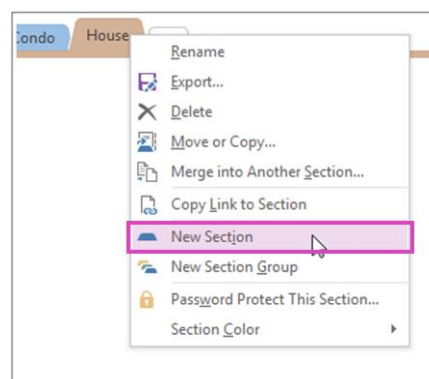 Condo House
Rename
Export...
Delete
Move or Copy...
Merge into Another Section...
Copy Link to Section
New Section
New Section Group
Password Protect This Section...
Section Color